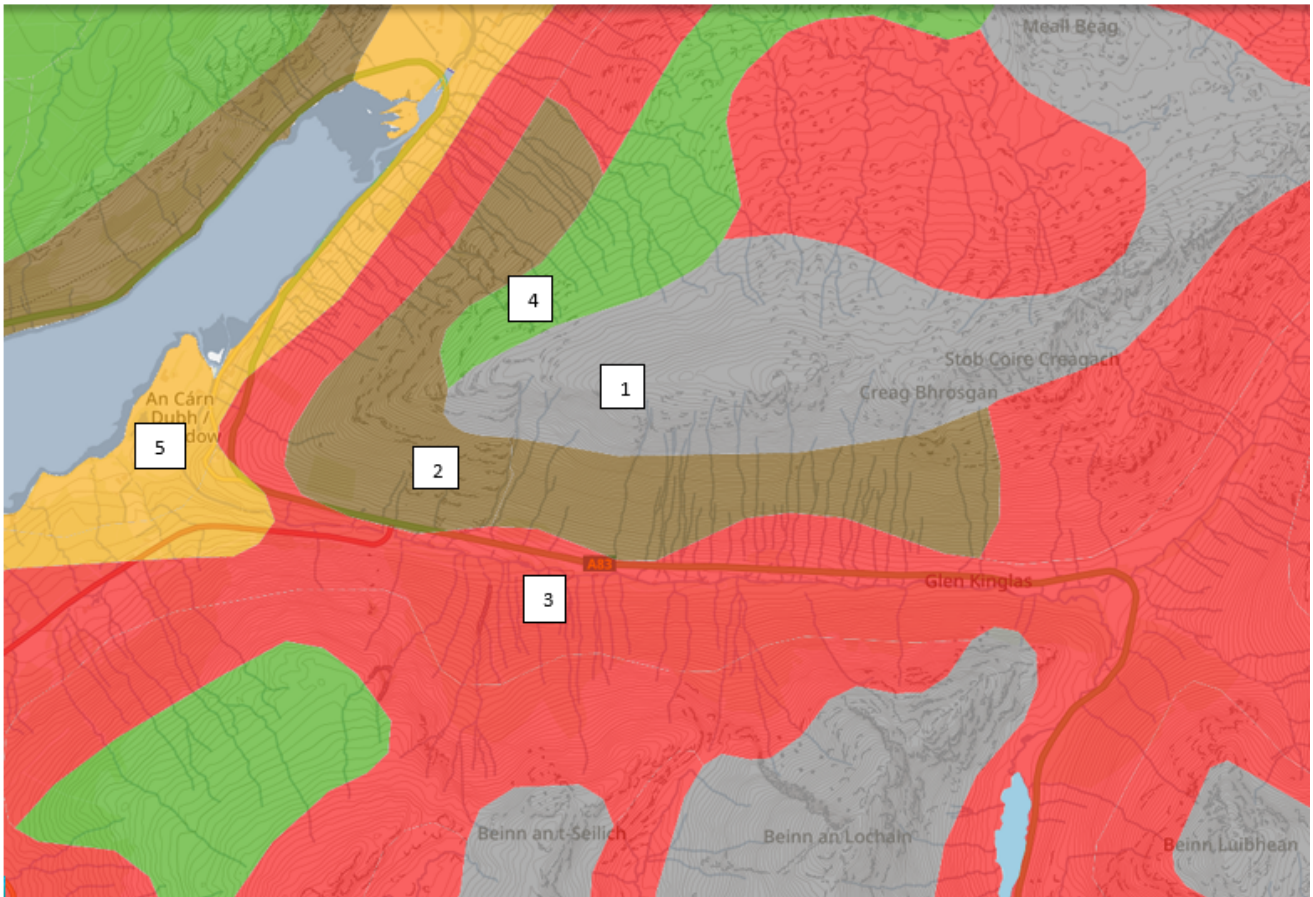 Meall Beag
4
Stob Coire Creagach
1
Creag Bhrosgan
An Càrn
Dubh /
5
dow
2
A83
Glen Kinglas
3
Beinn an t-Seilich
Beinn an Lochain
Beinn Luibhean